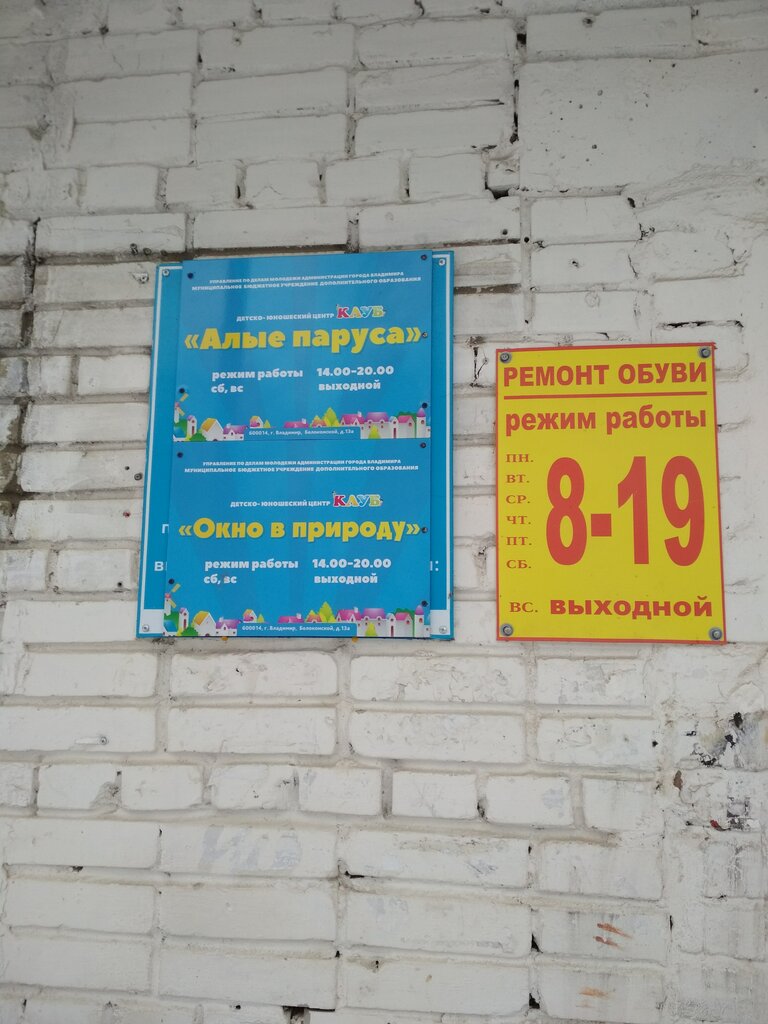 УПРАВЛЕНИЕ ПО ДЕЛАМ МОЛОДЕЖИ АДМИНИСТРАЦИИ ГОРОДА ВЛАДИМИРА
МУНИЦИПАЛЬНОЕ БЮДЖЕТНОЕ УЧРЕЖДЕНИЕ ДОПОЛНИТЕЛЬНОГО ОБРАЗОВАНИЯ
ДЕТСКО- ЮНОШЕСКИЙ ЦЕНТР КЛУБ
«Алые паруса»
режим работы 14.00-20.00
сб, вс выходной
600014, г. Владимир, Белоконской, д.13а
УПРАВЛЕНИЕ ПО ДЕЛАМ МОЛОДЕЖИ АДМИНИСТРАЦИИ ГОРОДА ВЛАДИМИРА
МУНИЦИПАЛЬНОЕ БЮДЖЕТНОЕ УЧРЕЖДЕНИЕ ДОПОЛНИТЕЛЬНОГО ОБРАЗОВАНИЯ
ДЕТСКО- ЮНОШЕСКИЙ ЦЕНТР КЛУБ
«Окно в природу»
режим работы 14.00-20.00
сб, вс выходной
600014, г. Владимир, Белоконской, д.13а
РЕМОНТ ОБУВИ
режим работы
ПН.
ВТ.
СР.
ЧТ.
ПТ.
СБ.
8-19
ВС. ВЫХОДНОЙ